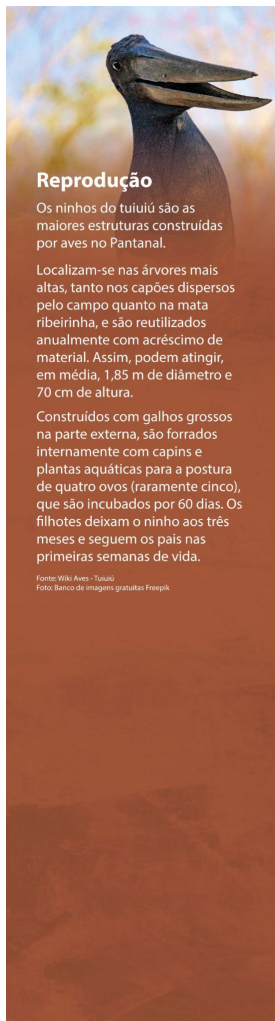 Reprodução
Os ninhos do tuiuiú são as
maiores estruturas construídas
por aves no Pantanal.
Localizam-se nas árvores mais
altas, tanto nos capões dispersos
pelo campo quanto na mata
ribeirinha, e são reutilizados
anualmente com acréscimo de
material. Assim, podem atingir,
em média, 1,85 m de diâmetro e
70 cm de altura.
Construídos com galhos grossos
na parte externa, são forrados
internamente com capins e
plantas aquáticas para a postura
de quatro ovos (raramente cinco),
que são incubados por 60 dias. Os
filhotes deixam o ninho aos três
meses e seguem os pais nas
primeiras semanas de vida.
Fonte: Wiki Aves - Tuiuiú
Foto: Banco de imagens gratuitas Freepik